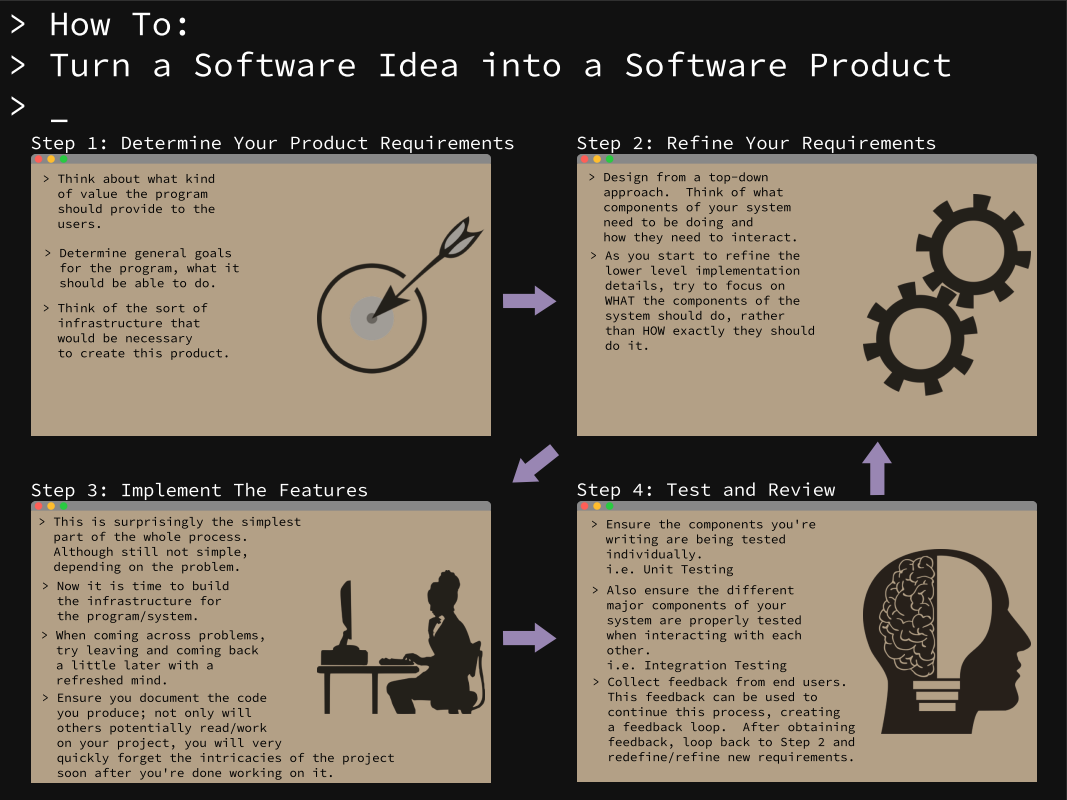 > How To:
> Turn a Software Idea into a Software Product
> _
Step 1: Determine Your Product Requirements
> Think about what kind
of value the program
should provide to the
users.
> Determine general goals
for the program, what it
should be able to do.
> Think of the sort of
infrastructure that
would be necessary
to create this product.
Step 2: Refine Your Requirements
> Design from a top-down
approach.  Think of what
components of your system
need to be doing and
how they need to interact.
> As you start to refine the
lower level implementation
details, try to focus on
WHAT the components of the
system should do, rather
than HOW exactly they should
do it.
Step 3: Implement The Features
> This is surprisingly the simplest
part of the whole process.
Although still not simple,
depending on the problem.
> Now it is time to build
the infrastructure for
the program/system.
> When coming across problems,
try leaving and coming back
a little later with a
refreshed mind.
> Ensure you document the code
you produce; not only will
others potentially read/work
on your project, you will very
quickly forget the intricacies of the project
soon after you're done working on it.
Step 4: Test and Review
> Ensure the components you're
writing are being tested
individually.
i.e. Unit Testing
> Also ensure the different
major components of your
system are properly tested
when interacting with each
other.
i.e. Integration Testing
> Collect feedback from end users.
This feedback can be used to
continue this process, creating
a feedback loop.  After obtaining
feedback, loop back to Step 2 and
redefine/refine new requirements.